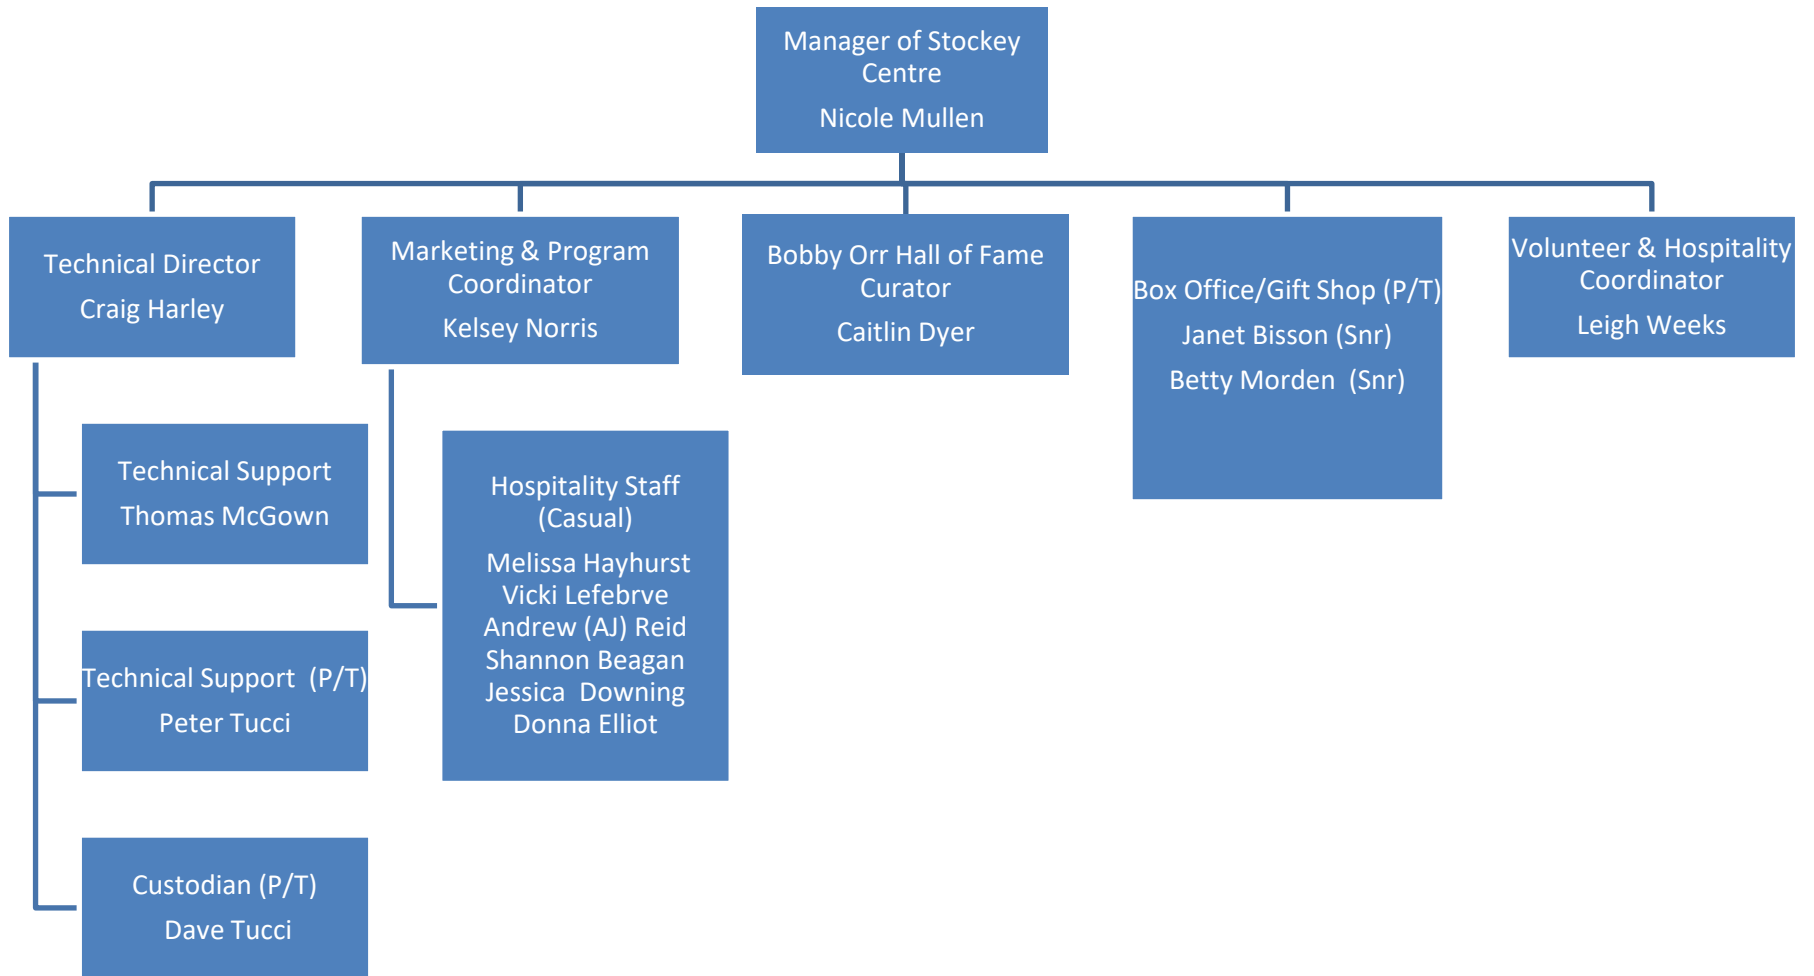 Manager of Stockey
Centre
Nicole Mullen
Technical Director
Craig Harley
Marketing & Program
Coordinator
Kelsey Norris
Bobby Orr Hall of Fame
Curator
Caitlin Dyer
Box Office/Gift Shop (P/T)
Janet Bisson (Snr)
Betty Morden (Snr)
Volunteer & Hospitality
Coordinator
Leigh Weeks
Technical Support
Thomas McGown
Technical Support (P/T)
Peter Tucci
Custodian (P/T)
Dave Tucci
Hospitality Staff
(Casual)
Melissa Hayhurst
Vicki Lefebrve
Andrew (AJ) Reid
Shannon Beagan
Jessica Downing
Donna Elliot